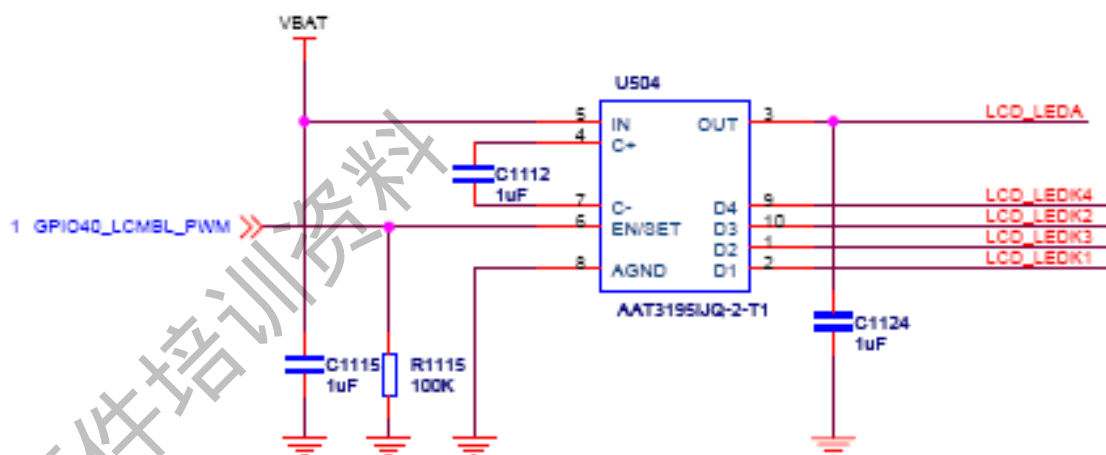 VBAT
U504
5
IN
OUT
3
LCD_LEDA
4
C+
C1112
1uF
7
C-
D4
9
LCD_LEDK4
1 GPIO40_LCMBL_PWM
6
EN/SET
D3
10
LCD_LEDK2
D2
1
LCD_LEDK3
8
AGND
D1
2
LCD_LEDK1
AAT3195IJQ-2-T1
C1124
1uF
C1115
1uF
R1115
100K
件培训资料